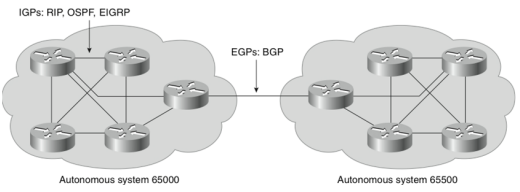 IGPs: RIP, OSPF, EIGRP
EGPs: BGP
Autonomous system 65000
Autonomous system 65500